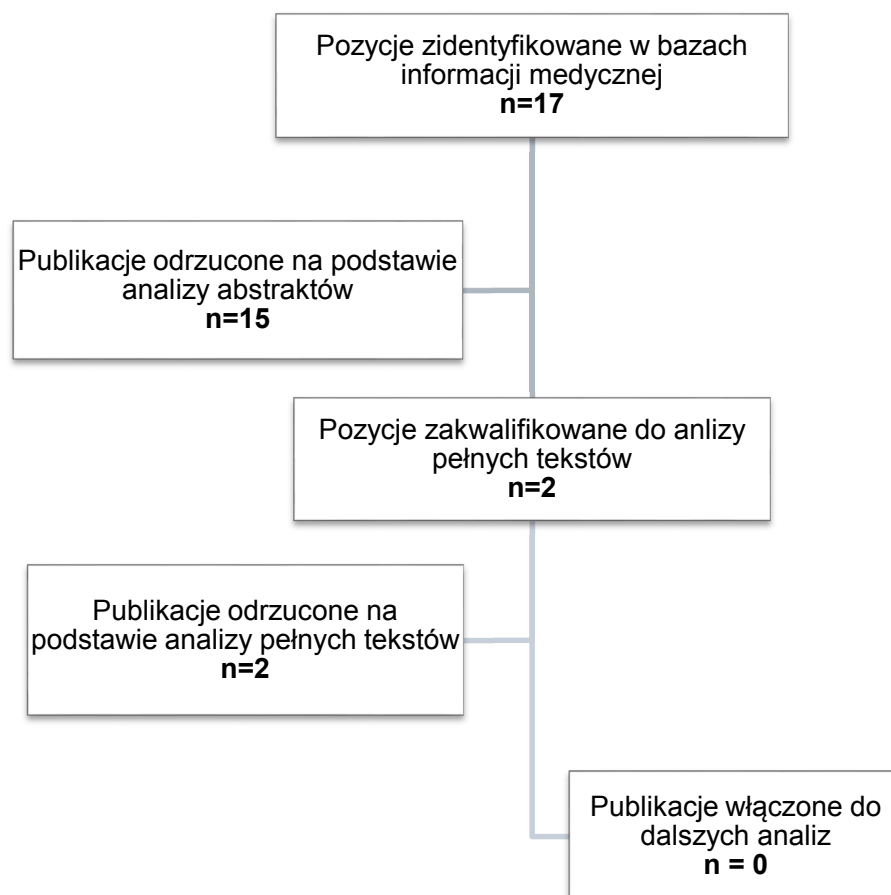 Pozycje zidentyfikowane w bazach
informacji medycznej
n=17
Publikacje odrzucone na podstawie
analizy abstraktów
n=15
Pozycje zakwalifikowane do anlizy
pełnych tekstów
n=2
Publikacje odrzucone na
podstawie analizy pełnych tekstów
n=2
Publikacje włączone do
dalszych analiz
n = 0